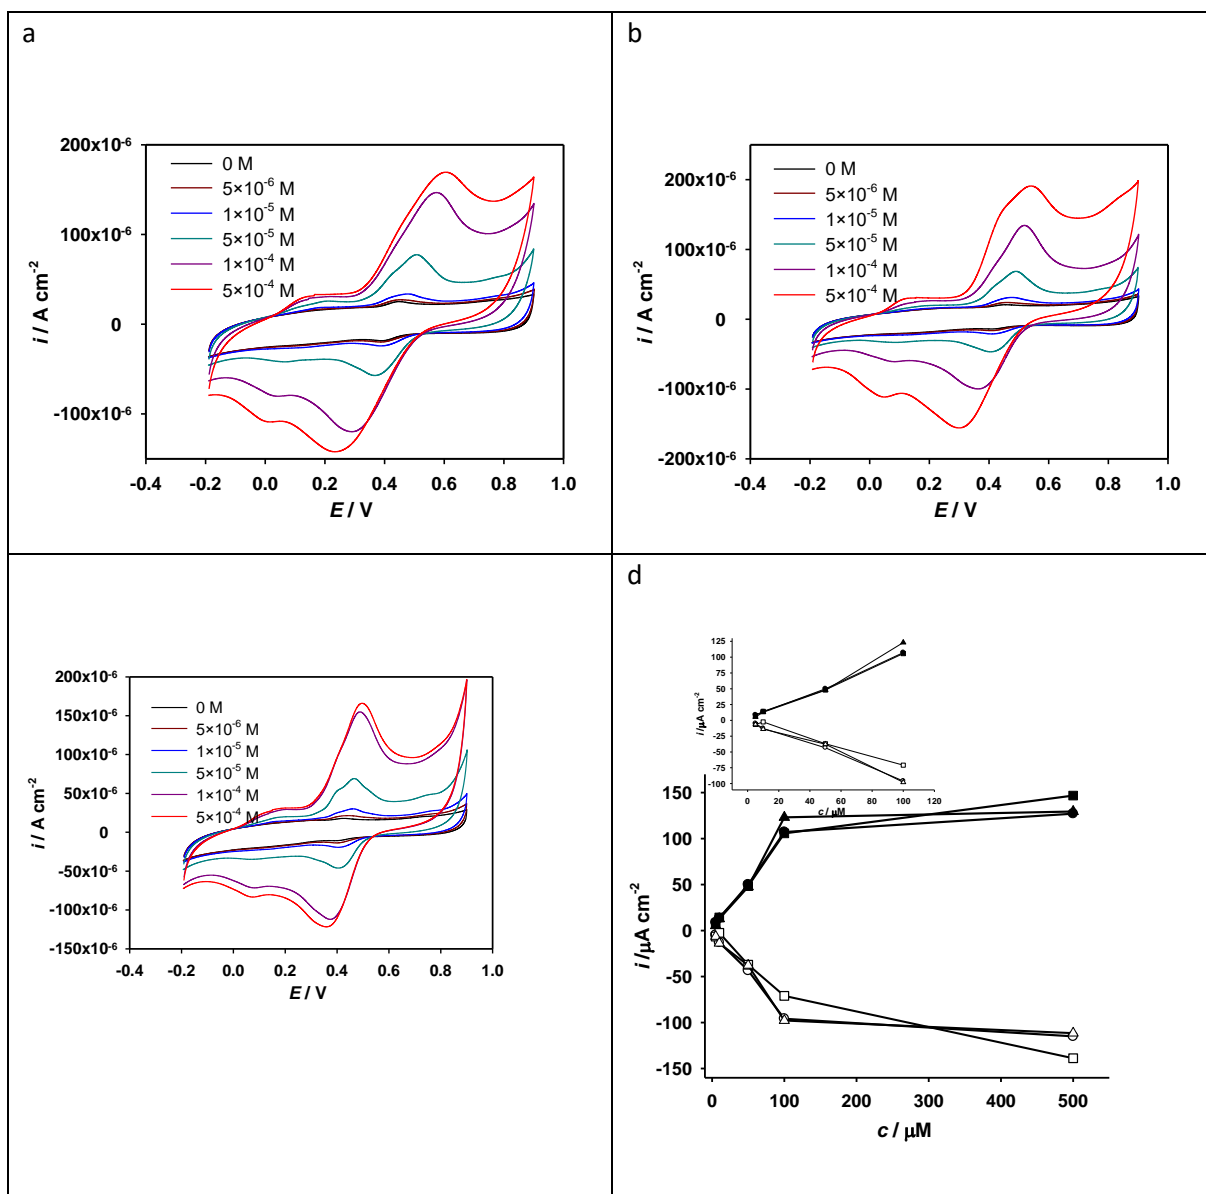 a
200x10⁻⁶
100x10⁻⁶
0
-100x10⁻⁶
i / A cm⁻²
0 M
5×10⁻⁶ M
1×10⁻⁵ M
5×10⁻⁵ M
1×10⁻⁴ M
5×10⁻⁴ M
-0.4 -0.2 0.0 0.2 0.4 0.6 0.8 1.0
E / V
b
200x10⁻⁶
100x10⁻⁶
0
-100x10⁻⁶
-200x10⁻⁶
i / A cm⁻²
0 M
5×10⁻⁶ M
1×10⁻⁵ M
5×10⁻⁵ M
1×10⁻⁴ M
5×10⁻⁴ M
-0.4 -0.2 0.0 0.2 0.4 0.6 0.8 1.0
E / V
200x10⁻⁶
150x10⁻⁶
100x10⁻⁶
50x10⁻⁶
0
-50x10⁻⁶
-100x10⁻⁶
-150x10⁻⁶
i / A cm⁻²
0 M
5×10⁻⁶ M
1×10⁻⁵ M
5×10⁻⁵ M
1×10⁻⁴ M
5×10⁻⁴ M
-0.4 -0.2 0.0 0.2 0.4 0.6 0.8 1.0
E / V
d
125
100
75
50
25
0
-25
-50
-75
-100
i /µA cm⁻²
0 20 40 60 80 100 120
c / µM
150
100
50
0
-50
-100
-150
i /µA cm⁻²
0 100 200 300 400 500
c / µM